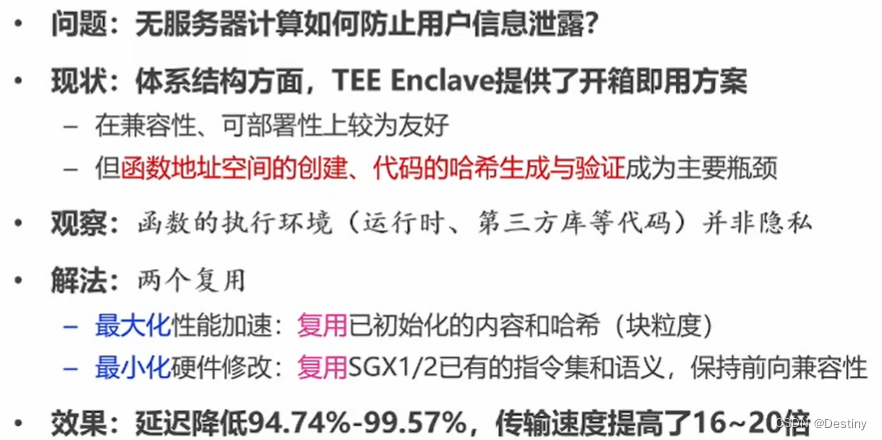 • 问题：无服务器计算如何防止用户信息泄露？
• 现状：体系结构方面，TEE Enclave提供了开箱即用方案
– 在兼容性、可部署性上较为友好
– 但函数地址空间的创建、代码的哈希生成与验证成为主要瓶颈
• 观察：函数的执行环境（运行时、第三方库等代码）并非隐私
• 解法：两个复用
– 最大化性能加速：复用已初始化的内容和哈希（块粒度）
– 最小化硬件修改：复用SGX1/2已有的指令集和语义，保持前向兼容性
• 效果：延迟降低94.74%-99.57%，传输速度提高了16~20倍
CSDN @Destiny